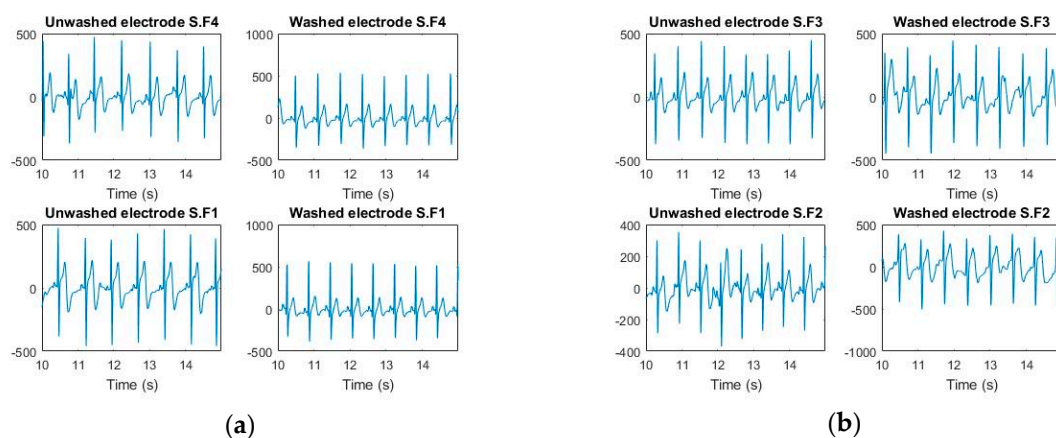 Unwashed electrode S.F4
500
0
-500
10 11 12 13 14
Time (s)
Washed electrode S.F4
1000
500
0
-500
10 11 12 13 14
Time (s)
Unwashed electrode S.F1
500
0
-500
10 11 12 13 14
Time (s)
Washed electrode S.F1
1000
500
0
-500
10 11 12 13 14
Time (s)
(a)
Unwashed electrode S.F3
500
0
-500
10 11 12 13 14
Time (s)
Washed electrode S.F3
500
0
-500
10 11 12 13 14
Time (s)
Unwashed electrode S.F2
400
200
0
-200
-400
10 11 12 13 14
Time (s)
Washed electrode S.F2
500
0
-500
-1000
10 11 12 13 14
Time (s)
(b)